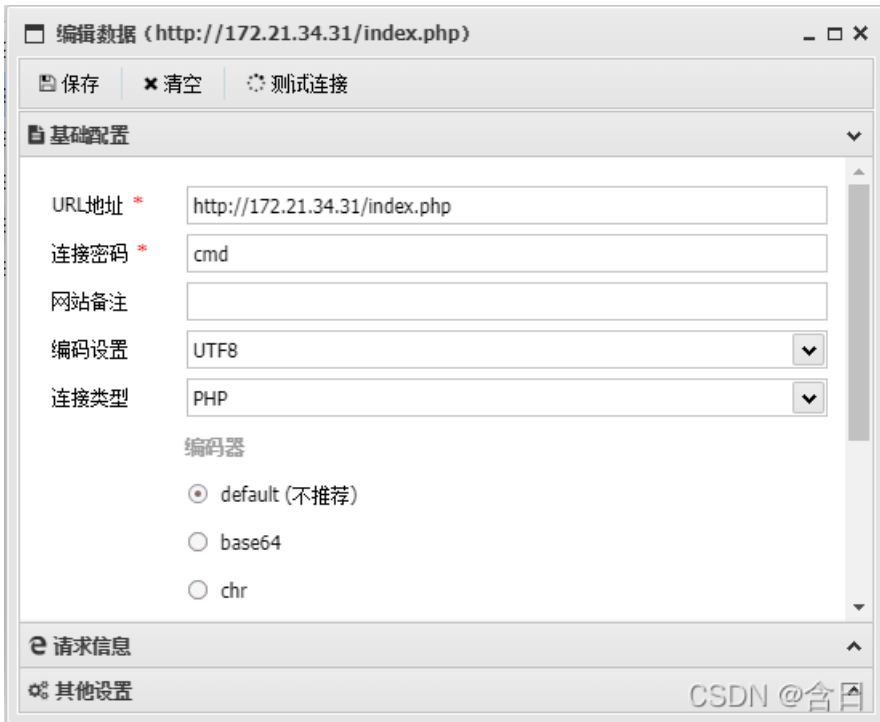 编辑数据 (http://172.21.34.31/index.php)
保存 清空 测试连接
基础配置
URL地址 * http://172.21.34.31/index.php
连接密码 * cmd
网站备注
编码设置 UTF8
连接类型 PHP
编码器
default (不推荐)
base64
chr
请求信息
其他设置
CSDN @含日